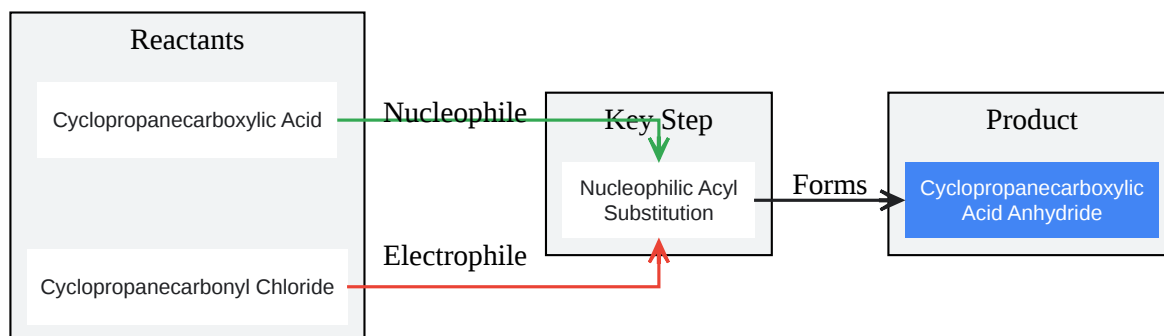 Reactants
Cyclopropanecarboxylic Acid
Cyclopropanecarbonyl Chloride
Nucleophile
Electrophile
Key Step
Nucleophilic Acyl
Substitution
Forms
Product
Cyclopropanecarboxylic
Acid Anhydride